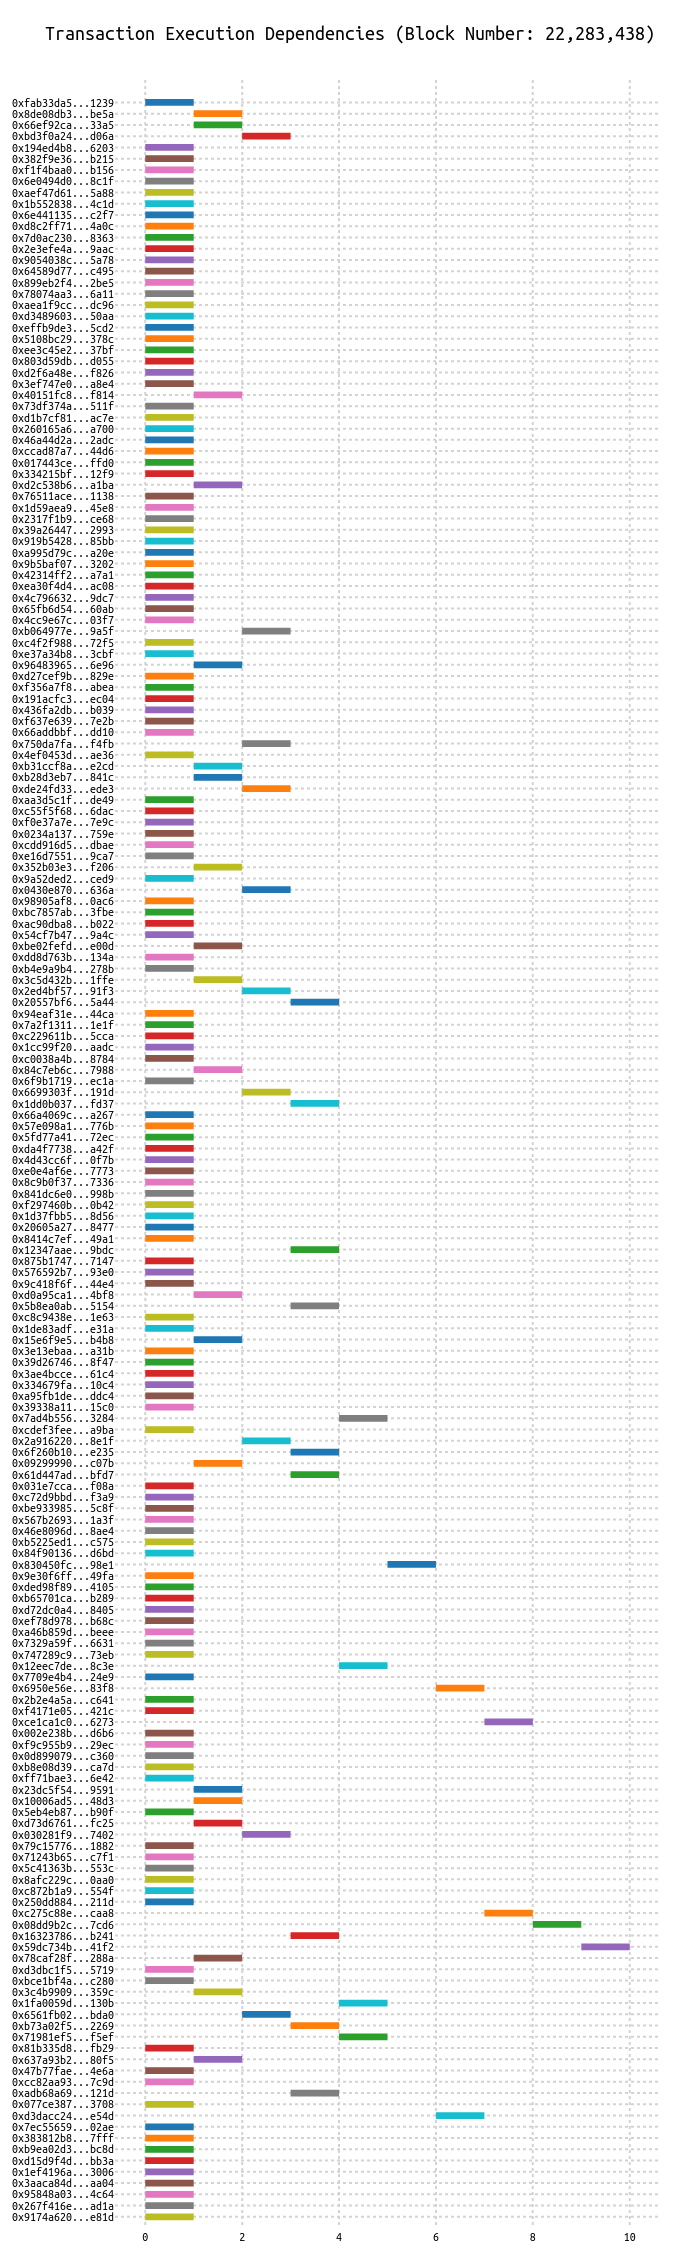 Transaction Execution Dependencies (Block Number: 22,283,438)
0xfab33da5...1239
0x8de08db3...be5a
0x66ef92ca...33a5
0xbd3f0a24...d06a
0x194ed4b8...6203
0x382f9e36...b215
0xf1f4baa0...b156
0x6e0494d0...8c1f
0xaef47d61...5a88
0x1b552838...4c1d
0x6e441135...c2f7
0xd8c2ff71...4a0c
0x7d0ac230...8363
0x2e3efe4a...9aac
0x9054038c...5a78
0x64589d77...c495
0x899eb2f4...2be5
0x78074aa3...6a11
0xaea1f9cc...dc96
0xd3489603...50aa
0xeffb9de3...5cd2
0x5108bc29...378c
0xee3c45e2...37bf
0x803d59db...d055
0xd2f6a48e...f826
0x3ef747e0...a8e4
0x40151fc8...f814
0x73df374a...511f
0xd1b7cf81...ac7e
0x260165a6...a700
0x46a44d2a...2adc
0xccad87a7...44d6
0x017443ce...ffd0
0x334215bf...12f9
0xd2c538b6...a1ba
0x76511ace...1138
0x1d59aea9...45e8
0x2317f1b9...ce68
0x39a26447...2993
0x919b5428...85bb
0xa995d79c...a20e
0x9b5baf07...3202
0x42314ff2...a7a1
0xea30f4d4...ac08
0x4c796632...9dc7
0x65fb6d54...60ab
0x4cc9e67c...03f7
0xb064977e...9a5f
0xc4f2f988...72f5
0xe37a34b8...3cbf
0x96483965...6e96
0xd27cef9b...829e
0xf356a7f8...abea
0x191acfc3...ec04
0x436fa2db...b039
0xf637e639...7e2b
0x66addbbf...dd10
0x750da7fa...f4fb
0x4ef0453d...ae36
0xb31ccf8a...e2cd
0xb28d3eb7...841c
0xde24fd33...ede3
0xaa3d5c1f...de49
0xc55f5f68...6dac
0xf0e37a7e...7e9c
0x0234a137...759e
0xcdd916d5...dbae
0xe16d7551...9ca7
0x352b03e3...f206
0x9a52ded2...ced9
0x0430e870...636a
0x98905af8...0ac6
0xbc7857ab...3fbe
0xac90dba8...b022
0x54cf7b47...9a4c
0xbe02fefd...e00d
0xdd8d763b...134a
0xb4e9a9b4...278b
0x3c5d432b...1ffe
0x2ed4bf57...91f3
0x20557bf6...5a44
0x94eaf31e...44ca
0x7a2f1311...1e1f
0xc229611b...5cca
0x1cc99f20...aadc
0xc0038a4b...8784
0x84c7eb6c...7988
0x6f9b1719...ec1a
0x6699303f...191d
0x1dd0b037...fd37
0x66a4069c...a267
0x57e098a1...776b
0x5fd77a41...72ec
0xda4f7738...a42f
0x4d43cc6f...0f7b
0xe0e4af6e...7773
0x8c9b0f37...7336
0x841dc6e0...998b
0xf297460b...0b42
0x1d37fbb5...8d56
0x20605a27...8477
0x8414c7ef...49a1
0x12347aae...9bdc
0x875b1747...7147
0x576592b7...93e0
0x9c418f6f...44e4
0xd0a95ca1...4bf8
0x5b8ea0ab...5154
0xc8c9438e...1e63
0x1de83adf...e31a
0x15e6f9e5...b4b8
0x3e13ebaa...a31b
0x39d26746...8f47
0x3ae4bcce...61c4
0x334679fa...10c4
0xa95fb1de...ddc4
0x39338a11...15c0
0x7ad4b556...3284
0xcdef3fee...a9ba
0x2a916220...8e1f
0x6f260b10...e235
0x09299990...c07b
0x61d447ad...bfd7
0x031e7cca...f08a
0xc72d9bbd...f3a9
0xbe933985...5c8f
0x567b2693...1a3f
0x46e8096d...8ae4
0xb5225ed1...c575
0x84f90136...d6bd
0x830450fc...98e1
0x9e30f6ff...49fa
0xded98f89...4105
0xb65701ca...b289
0xd72dc0a4...8405
0xef78d978...b68c
0xa46b859d...beee
0x7329a59f...6631
0x747289c9...73eb
0x12eec7de...8c3e
0x7709e4b4...24e9
0x6950e56e...83f8
0x2b2e4a5a...c641
0xf4171e05...421c
0xce1ca1c0...6273
0x002e238b...d6b6
0xf9c955b9...29ec
0x0d899079...c360
0xb8e08d39...ca7d
0xff71bae3...6e42
0x23dc5f54...9591
0x10006ad5...48d3
0x5eb4eb87...b90f
0xd73d6761...fc25
0x030281f9...7402
0x79c15776...1882
0x71243b65...c7f1
0x5c41363b...553c
0x8afc229c...0aa0
0xc872b1a9...554f
0x250dd884...211d
0xc275c88e...caa8
0x08dd9b2c...7cd6
0x16323786...b241
0x59dc734b...41f2
0x78caf28f...288a
0xd3dbc1f5...5719
0xbce1bf4a...c280
0x3c4b9909...359c
0x1fa0059d...130b
0x6561fb02...bda0
0xb73a02f5...2269
0x71981ef5...f5ef
0x81b335d8...fb29
0x637a93b2...80f5
0x47b77fae...4e6a
0xcc82aa93...7c9d
0xadb68a69...121d
0x077ce387...3708
0xd3dacc24...e54d
0x7ec55659...02ae
0x383812b8...7fff
0xb9ea02d3...bc8d
0xd15d9f4d...bb3a
0x1ef4196a...3006
0x3aaca84d...aa04
0x95848a03...4c64
0x267f416e...ad1a
0x9174a620...e81d
0 2 4 6 8 10